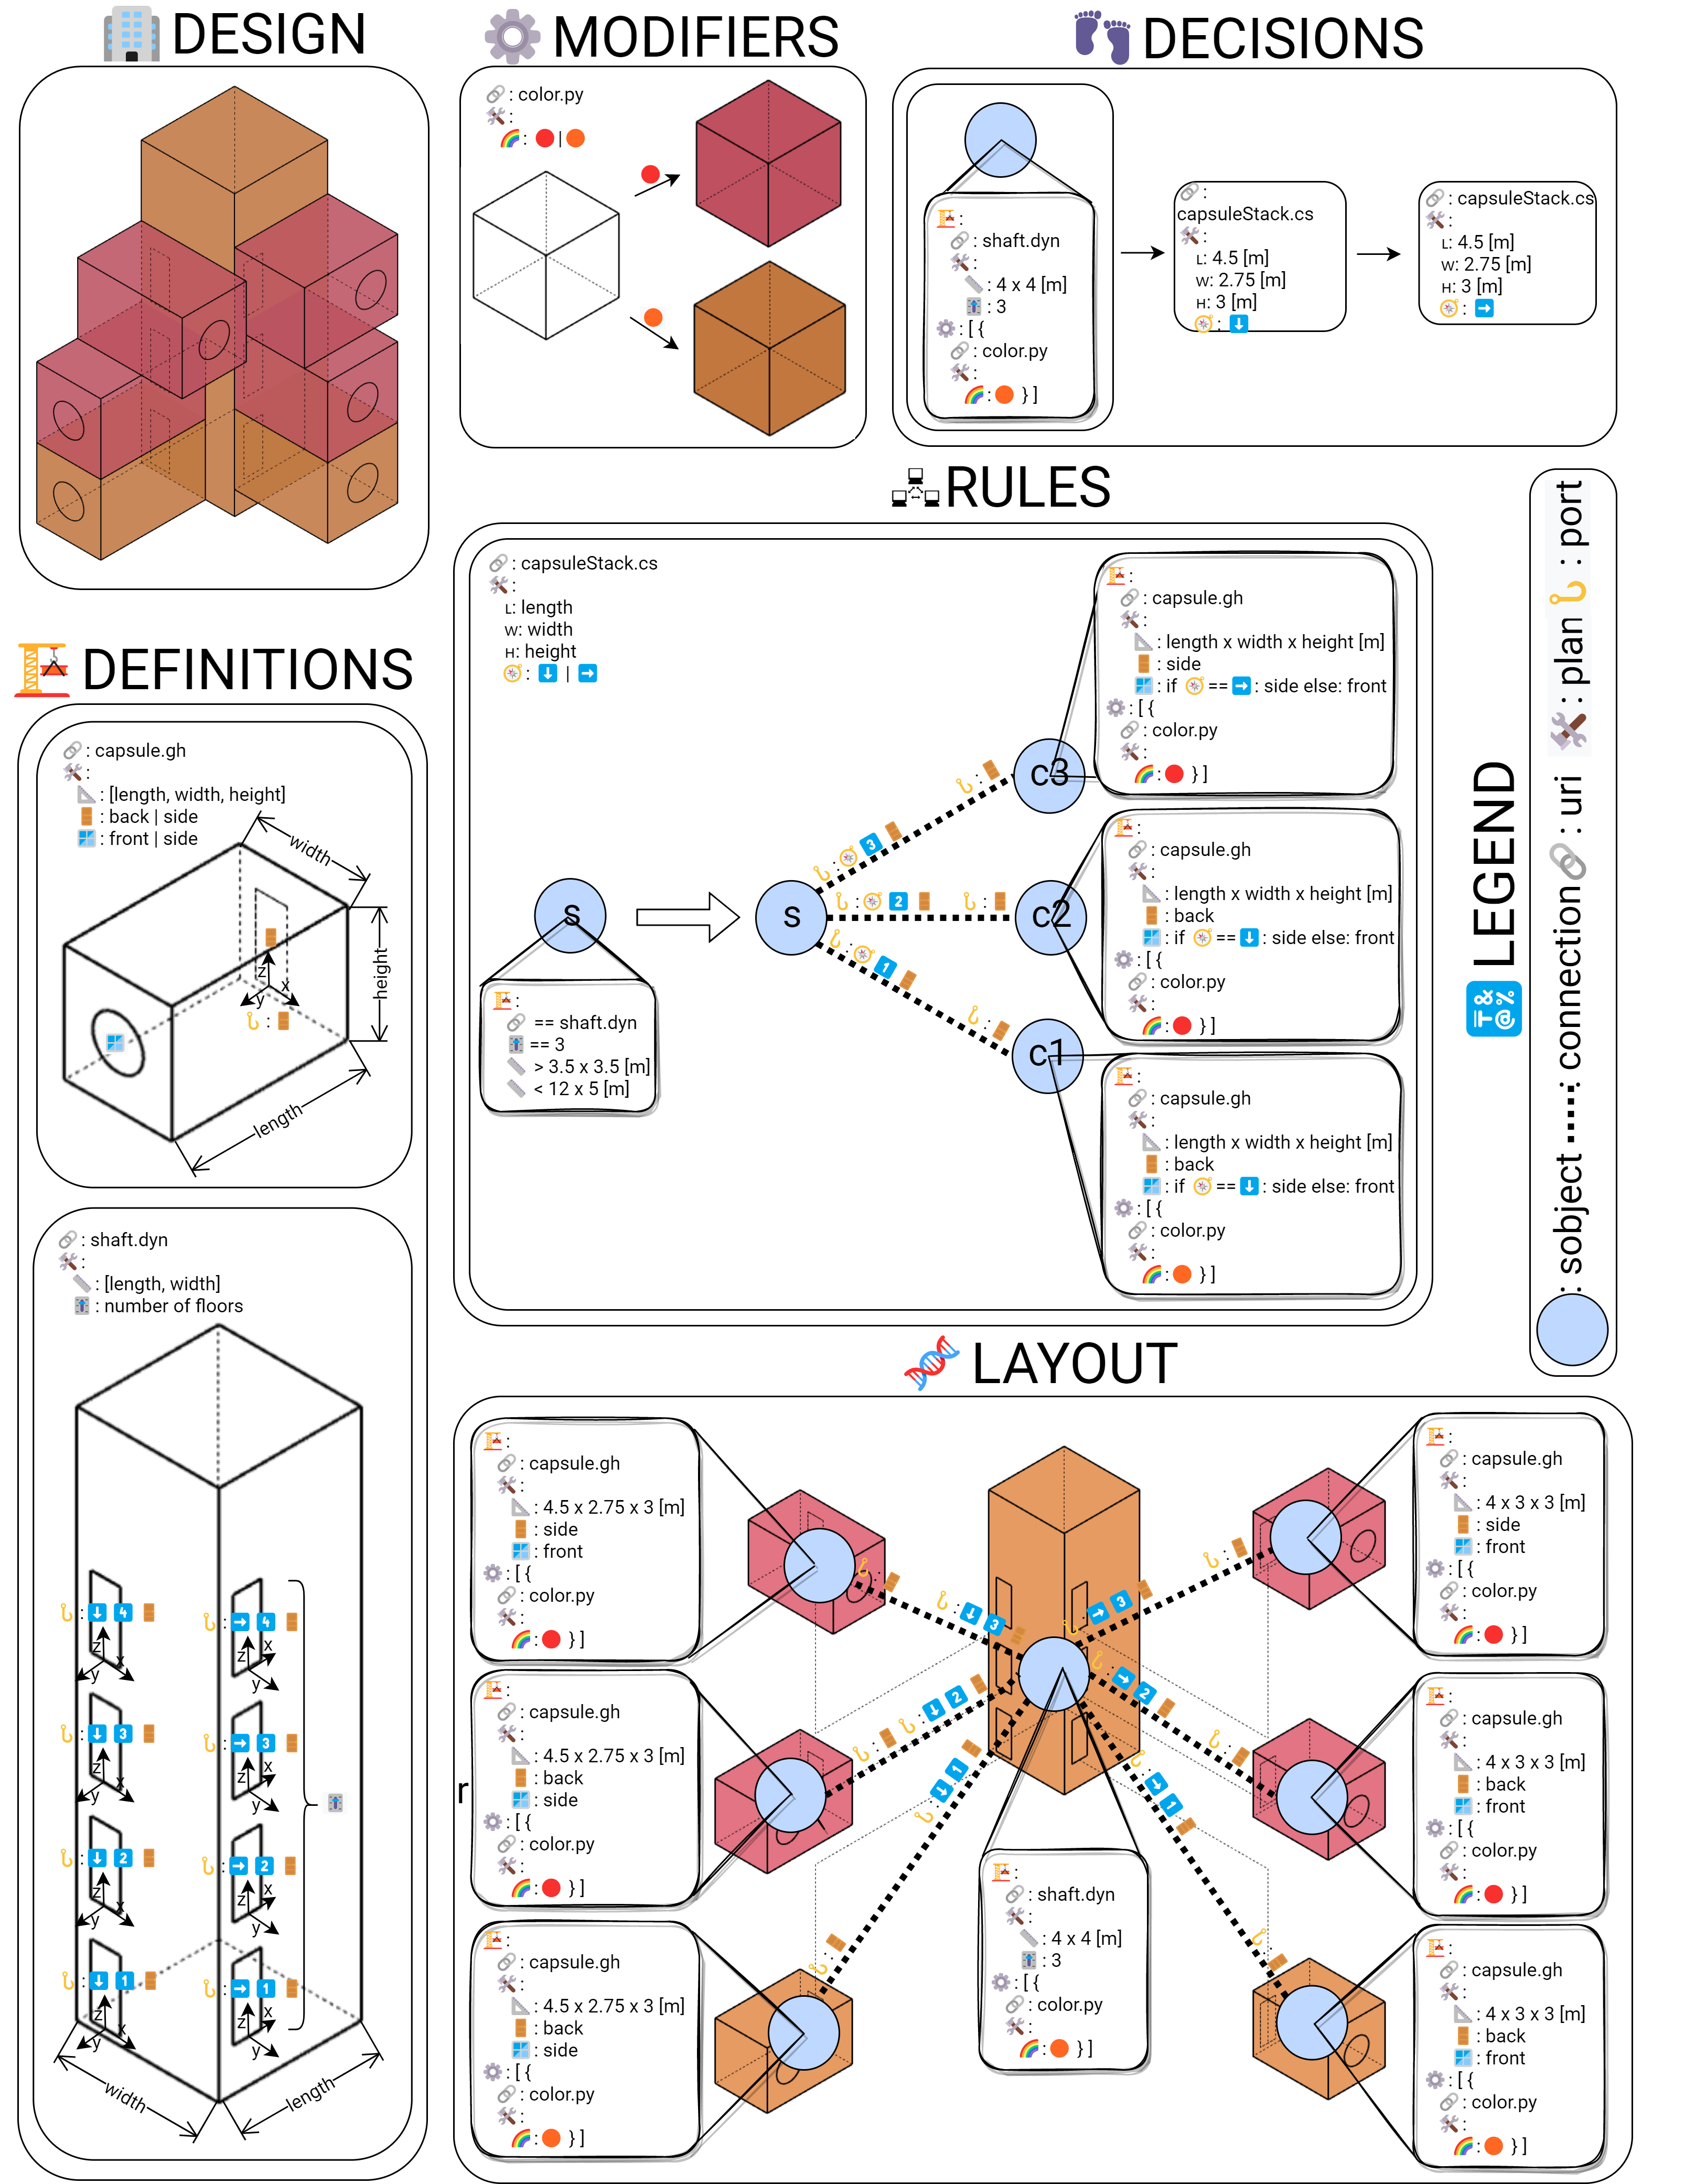 DESIGN
MODIFIERS
: color.py
:
: |
DECISIONS
:
: shaft.dyn
:
: 4 x 4 [m]
: 3
: [ {
: color.py
:
: } ]
:
capsuleStack.cs
:
L: 4.5 [m]
W: 2.75 [m]
H: 3 [m]
:
: capsuleStack.cs
:
L: 4.5 [m]
W: 2.75 [m]
H: 3 [m]
:
DEFINITIONS
: capsule.gh
:
: [length, width, height]
: back | side
: front | side
width
height
length
z
x
y
:
: shaft.dyn
:
: [length, width]
: number of floors
: 4
z
x
y
: 4
z
x
y
: 3
z
x
y
: 3
z
x
y
: 2
z
x
y
: 2
z
x
y
: 1
z
x
y
: 1
z
x
y
width
length
RULES
: capsuleStack.cs
:
L: length
W: width
H: height
: |
s
:
== shaft.dyn
== 3
> 3.5 x 3.5 [m]
< 12 x 5 [m]
s
: 3
:
: 2
:
: 1
:
c3
:
: capsule.gh
:
: length x width x height [m]
: side
: if == : side else: front
: [ {
: color.py
:
: } ]
c2
:
: capsule.gh
:
: length x width x height [m]
: back
: if == : side else: front
: [ {
: color.py
:
: } ]
c1
:
: capsule.gh
:
: length x width x height [m]
: back
: if == : side else: front
: [ {
: color.py
:
: } ]
LEGEND
: sobject : connection : uri : plan : port
LAYOUT
:
: capsule.gh
:
: 4.5 x 2.75 x 3 [m]
: side
: front
: [ {
: color.py
:
: } ]
:
: capsule.gh
:
: 4.5 x 2.75 x 3 [m]
: back
: side
: [ {
: color.py
:
: } ]
r
:
: capsule.gh
:
: 4.5 x 2.75 x 3 [m]
: back
: side
: [ {
: color.py
:
: } ]
:
: 3
:
: 2
: 1
:
: 3
:
: 2
:
: 1
:
:
: shaft.dyn
:
: 4 x 4 [m]
: 3
: [ {
: color.py
:
: } ]
:
: capsule.gh
:
: 4 x 3 x 3 [m]
: side
: front
: [ {
: color.py
:
: } ]
:
: capsule.gh
:
: 4 x 3 x 3 [m]
: back
: front
: [ {
: color.py
:
: } ]
:
: capsule.gh
:
: 4 x 3 x 3 [m]
: back
: front
: [ {
: color.py
:
: } ]